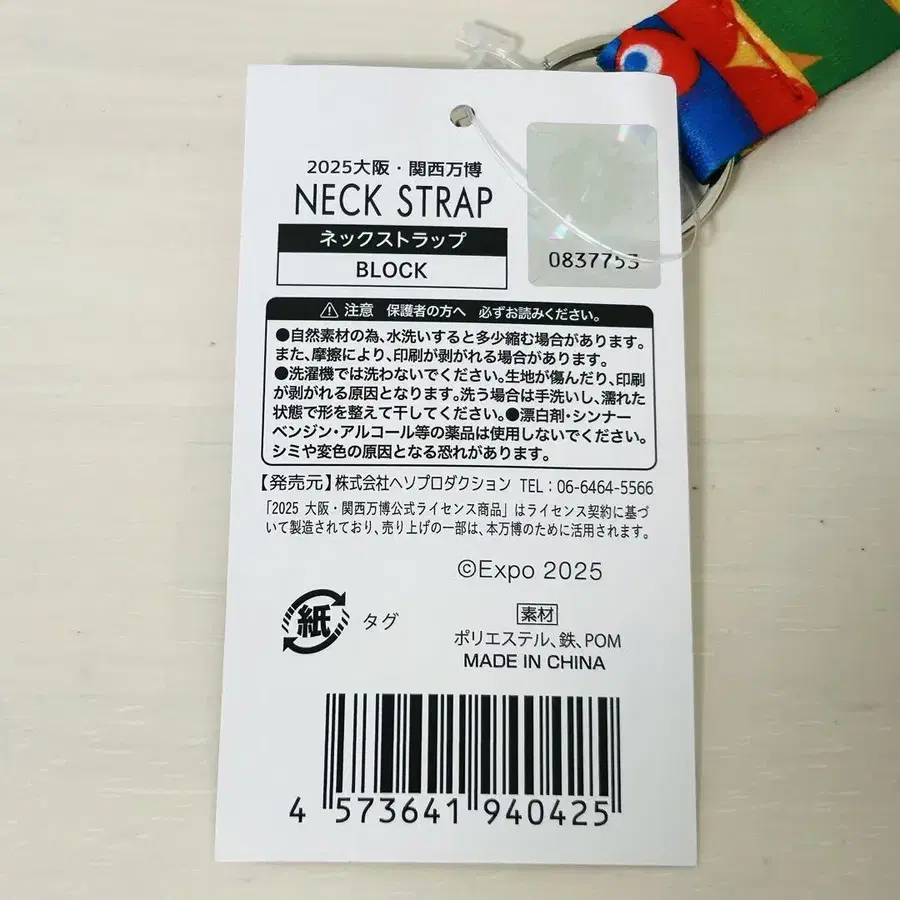 2025大阪・関西万博
NECK STRAP
ネックストラップ
BLOCK
0837753
⚠ 注意 保護者の方へ 必ずお読みください。
●自然素材の為、水洗いすると多少縮む場合があります。
また、摩擦により、印刷が剥がれる場合があります。
●洗濯機では洗わないでください。生地が傷んだり、印刷
が剥がれる原因となります。洗う場合は手洗いし、濡れた
状態で形を整えて干してください。●漂白剤・シンナー
ベンジン・アルコール等の薬品は使用しないでください。
シミや変色の原因となる恐れがあります。
【発売元】株式会社ヘソプロダクション TEL：06-6464-5566
「2025 大阪・関西万博公式ライセンス商品」はライセンス契約に基づ
いて製造されており、売り上げの一部は、本万博のために活用されます。
©Expo 2025
紙 タグ
素材
ポリエステル、鉄、POM
MADE IN CHINA
4 573641 940425